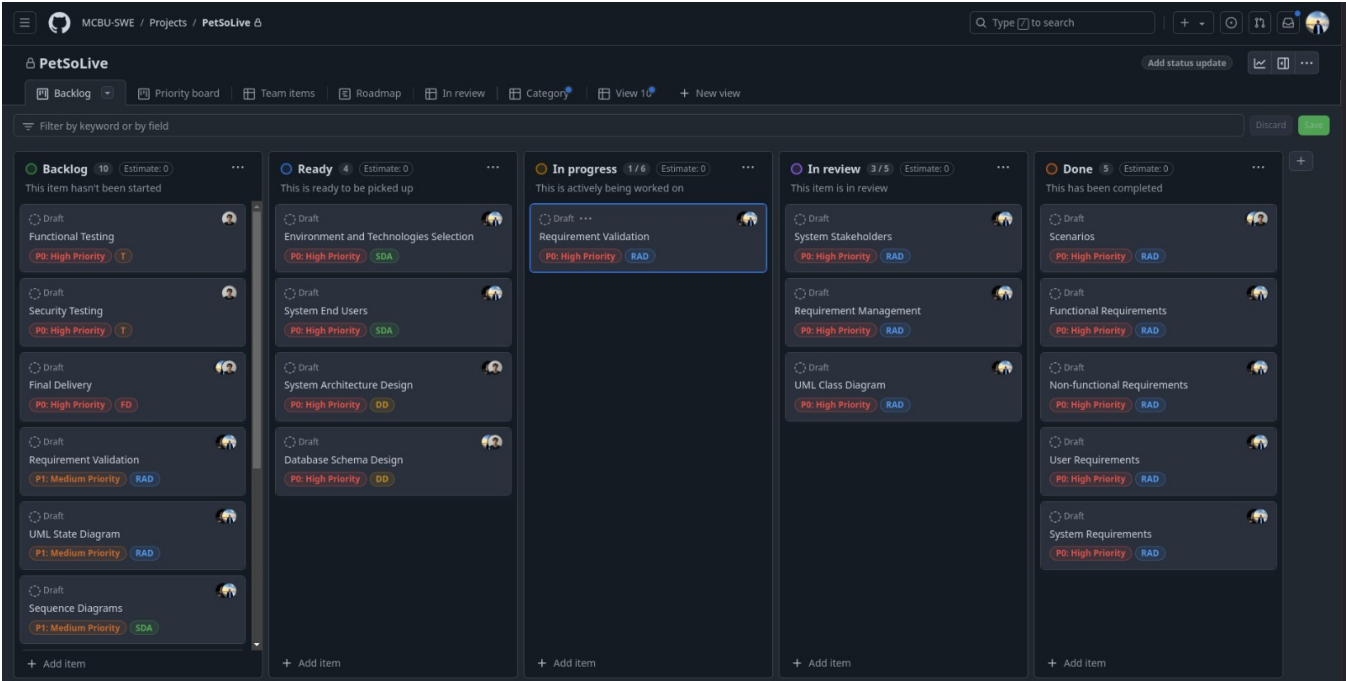 MCBU-SWE / Projects / PetSoLive
Type / to search
PetSoLive
Add status update
Backlog
Priority board
Team items
Roadmap
In review
Category
View 10
+ New view
Filter by keyword or by field
Discard
Save
Backlog 10 Estimate: 0
This item hasn't been started
Draft
Functional Testing
P0: High Priority T
Draft
Security Testing
P0: High Priority T
Draft
Final Delivery
P0: High Priority FD
Draft
Requirement Validation
P1: Medium Priority RAD
Draft
UML State Diagram
P1: Medium Priority RAD
Draft
Sequence Diagrams
P1: Medium Priority SDA
+ Add item
Ready 4 Estimate: 0
This is ready to be picked up
Draft
Environment and Technologies Selection
P0: High Priority SDA
Draft
System End Users
P0: High Priority SDA
Draft
System Architecture Design
P0: High Priority DD
Draft
Database Schema Design
P0: High Priority DD
+ Add item
In progress 1/6 Estimate: 0
This is actively being worked on
Draft
Requirement Validation
P0: High Priority RAD
+ Add item
In review 3/5 Estimate: 0
This item is in review
Draft
System Stakeholders
P0: High Priority RAD
Draft
Requirement Management
P0: High Priority RAD
Draft
UML Class Diagram
P0: High Priority RAD
+ Add item
Done 5 Estimate: 0
This has been completed
Draft
Scenarios
P0: High Priority RAD
Draft
Functional Requirements
P0: High Priority RAD
Draft
Non-functional Requirements
P0: High Priority RAD
Draft
User Requirements
P0: High Priority RAD
Draft
System Requirements
P0: High Priority RAD
+ Add item